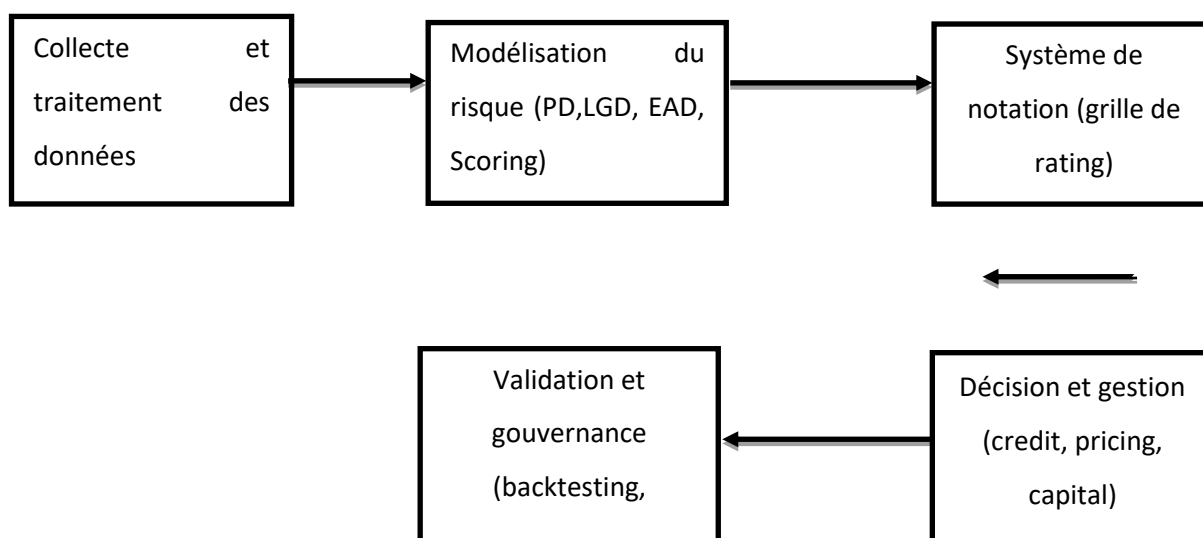 Collecte et
traitement des
données
Modélisation du
risque (PD,LGD, EAD,
Scoring)
Système de
notation (grille de
rating)
Validation et
gouvernance
(backtesting,
Décision et gestion
(credit, pricing,
capital)